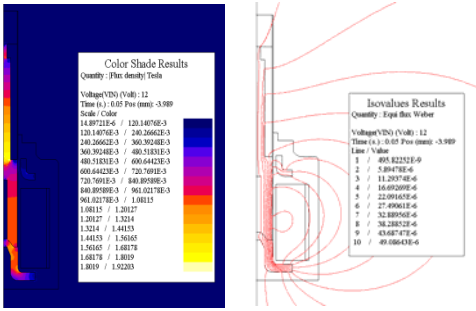 Color Shade Results
Quantity : |Flux density| Tesla
Voltage(VIN) (Volt) : 12
Time (s.) : 0.05 Pos (mm): -3.989
Scale / Color
14.89721E-6 / 120.14076E-3
120.14076E-3 / 240.26662E-3
240.26662E-3 / 360.39248E-3
360.39248E-3 / 480.51831E-3
480.51831E-3 / 600.64423E-3
600.64423E-3 / 720.7691E-3
720.7691E-3 / 840.89589E-3
840.89589E-3 / 961.02178E-3
961.02178E-3 / 1.08115
1.08115 / 1.20127
1.20127 / 1.3214
1.3214 / 1.44153
1.44153 / 1.56165
1.56165 / 1.68178
1.68178 / 1.8019
1.8019 / 1.92203
Isovalues Results
Quantity : Equi flux Weber
Voltage(VIN) (Volt) : 12
Time (s.) : 0.05 Pos (mm): -3.989
Line / Value
1 / 495.82252E-9
2 / 5.89478E-6
3 / 11.29374E-6
4 / 16.69269E-6
5 / 22.09165E-6
6 / 27.49061E-6
7 / 32.88956E-6
8 / 38.28852E-6
9 / 43.68747E-6
10 / 49.08643E-6